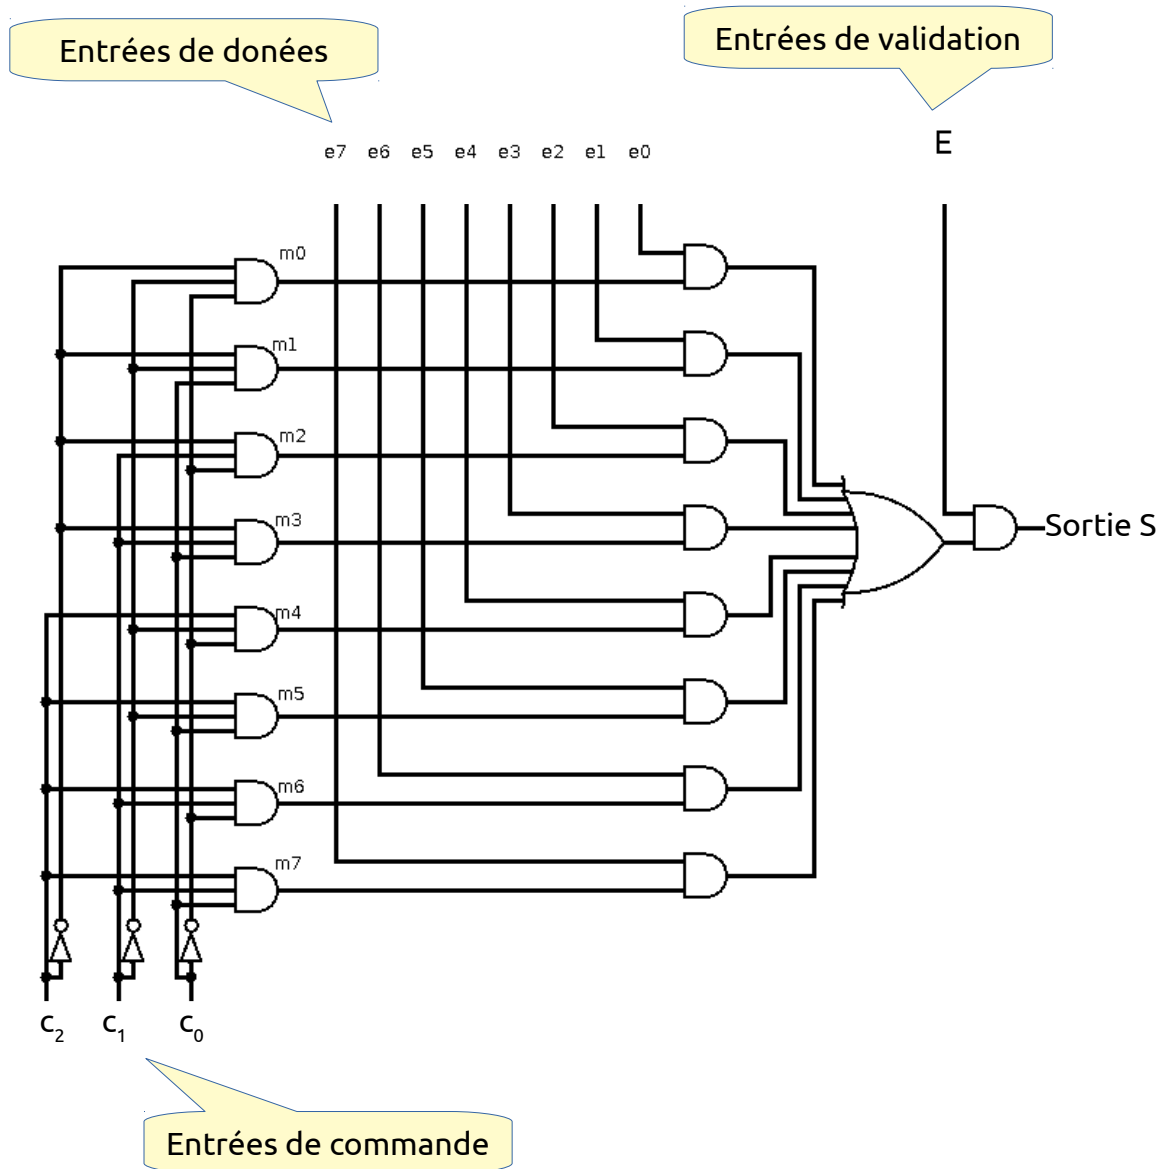 Entrées de donées
Entrées de validation
e7 e6 e5 e4 e3 e2 e1 e0
E
m0
m1
m2
m3
m4
m5
m6
m7
Sortie S
c2 c1 c0
Entrées de commande